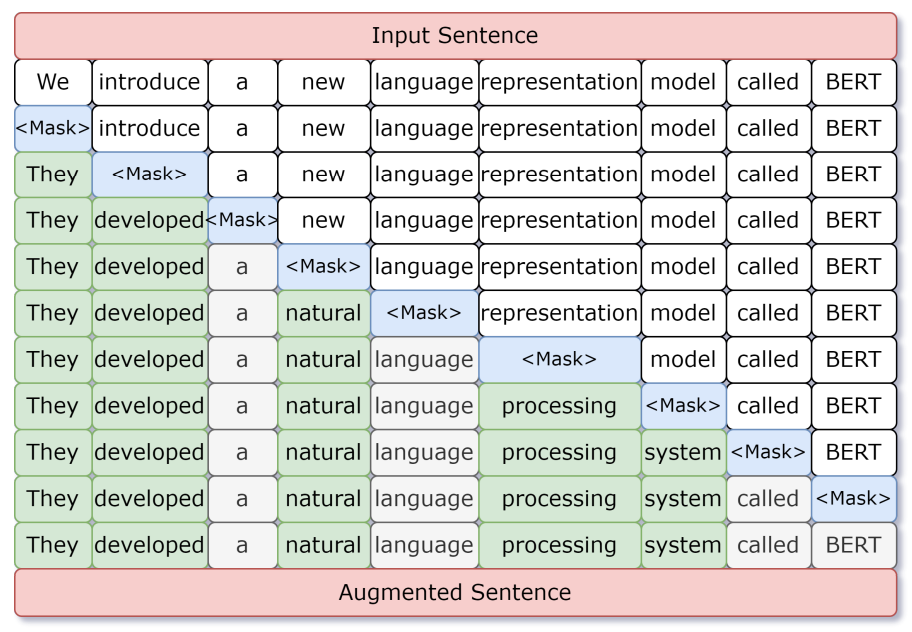 Input Sentence
We introduce a new language representation model called BERT
<Mask> introduce a new language representation model called BERT
They <Mask> a new language representation model called BERT
They developed <Mask> new language representation model called BERT
They developed a <Mask> language representation model called BERT
They developed a natural <Mask> representation model called BERT
They developed a natural language <Mask> model called BERT
They developed a natural language processing <Mask> called BERT
They developed a natural language processing system <Mask> BERT
They developed a natural language processing system called <Mask>
They developed a natural language processing system called BERT
Augmented Sentence